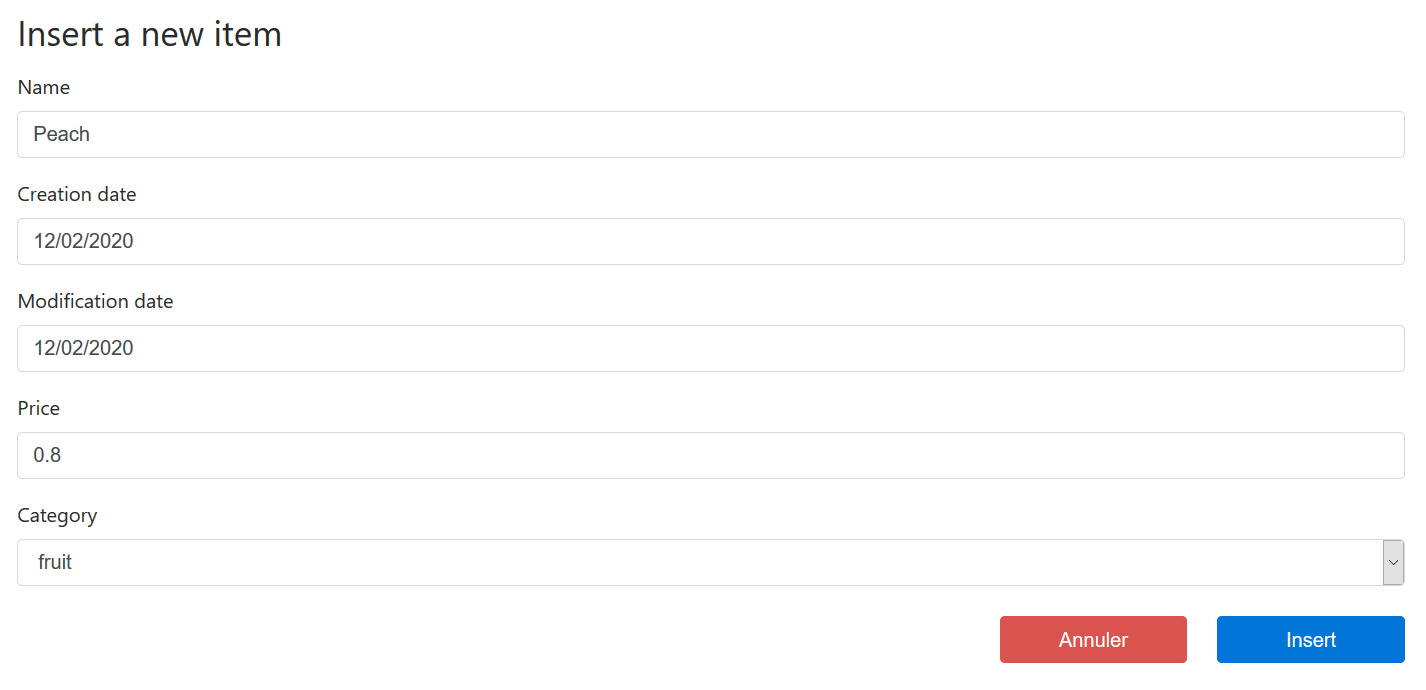 Insert a new item
Name
Peach
Creation date
12/02/2020
Modification date
12/02/2020
Price
0.8
Category
fruit
Annuler Insert